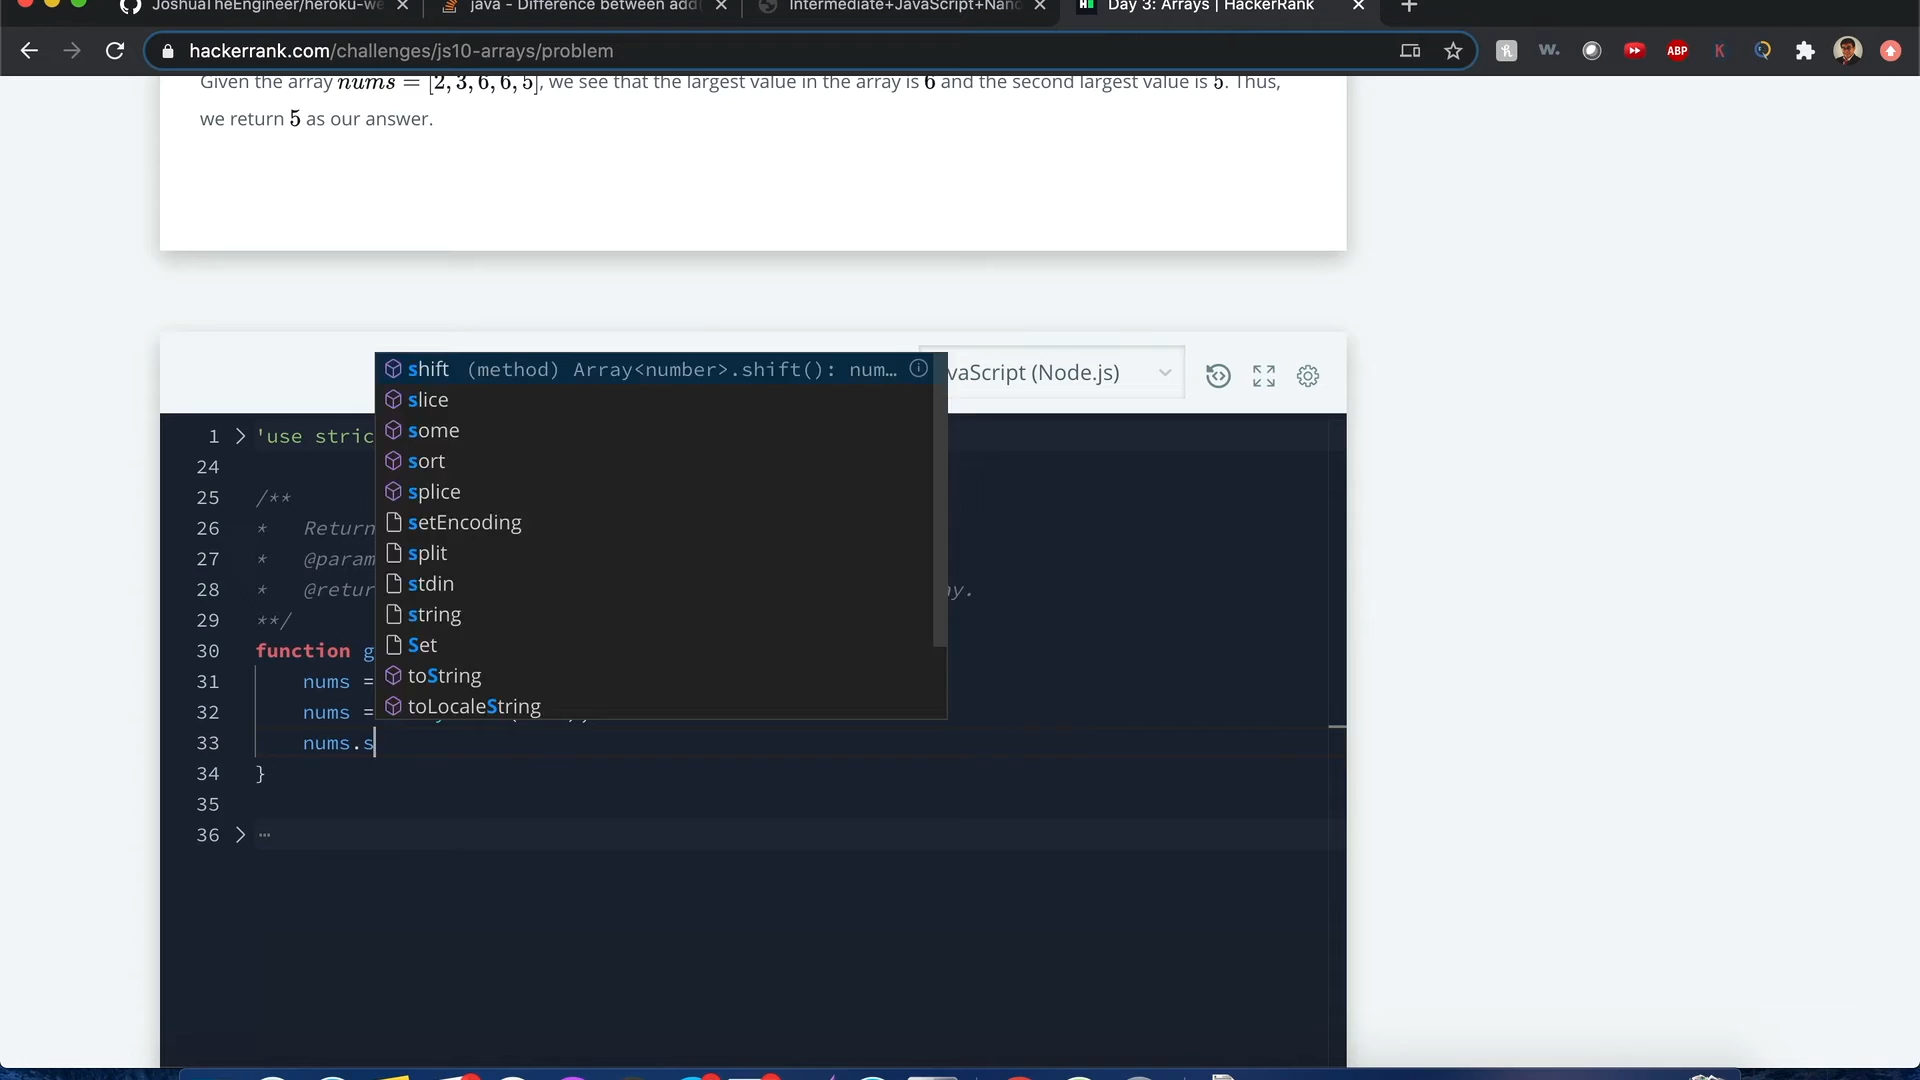 JoshuaTheEngineer/heroku-we
java - Difference between add(
Intermediate+JavaScript+Nano
Day 3: Arrays | HackerRank
hackerrank.com/challenges/js10-arrays/problem
w.
ABP
K
Given the array nums = [2, 3, 6, 6, 5], we see that the largest value in the array is 6 and the second largest value is 5. Thus,
we return 5 as our answer.
vaScript (Node.js)
shift (method) Array<number>.shift(): num…
slice
some
sort
splice
setEncoding
split
stdin
string
Set
toString
toLocaleString
1 'use stric
24
25 /**
26 * Return
27 * @param
28 * @retur ay.
29 **/
30 function g
31 nums =
32 nums =
33 nums.s
34 }
35
36 …